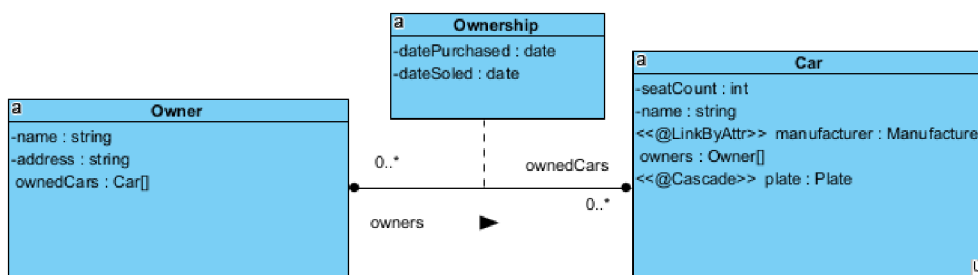 a
Ownership
-datePurchased : date
-dateSoled : date
a
Owner
-name : string
-address : string
ownedCars : Car[]
0..*
ownedCars
owners
0..*
a
Car
-seatCount : int
-name : string
<<@LinkByAttr>> manufacturer : Manufacture
owners : Owner[]
<<@Cascade>> plate : Plate